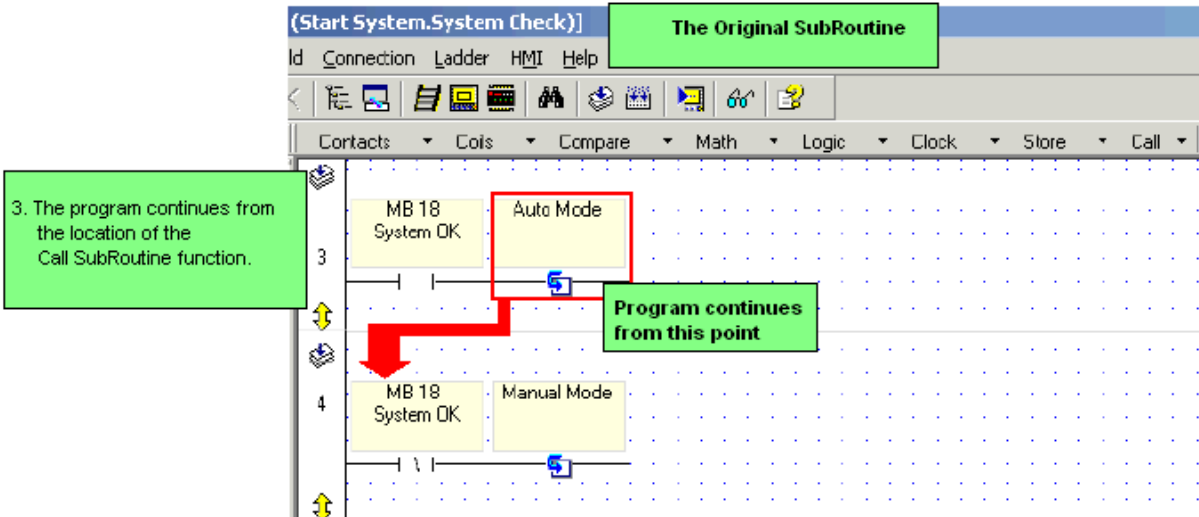 (Start System.System Check)]
The Original SubRoutine
ld Connection Ladder HMI Help
Contacts Coils Compare Math Logic Clock Store Call
3. The program continues from
the location of the
Call SubRoutine function.
MB 18
System OK
Auto Mode
3
Program continues
from this point
MB 18
System OK
Manual Mode
4